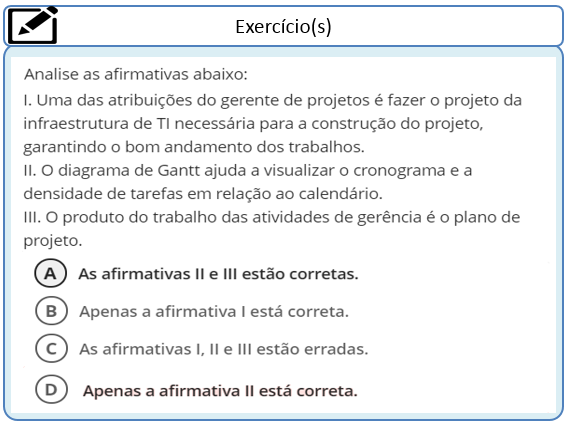 Exercício(s)
Analise as afirmativas abaixo:
I. Uma das atribuições do gerente de projetos é fazer o projeto da
infraestrutura de TI necessária para a construção do projeto,
garantindo o bom andamento dos trabalhos.
II. O diagrama de Gantt ajuda a visualizar o cronograma e a
densidade de tarefas em relação ao calendário.
III. O produto do trabalho das atividades de gerência é o plano de
projeto.
A As afirmativas II e III estão corretas.
B Apenas a afirmativa I está correta.
C As afirmativas I, II e III estão erradas.
D Apenas a afirmativa II está correta.